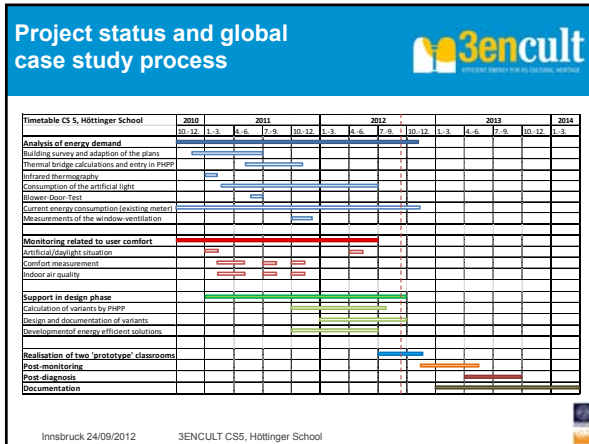 Project status and global
case study process
3encult
EFFICIENT ENERGY FOR EU CULTURAL HERITAGE
Timetable CS 5, Höttinger School 2010 2011 2012 2013 2014
10.-12. 1.-3. 4.-6. 7.-9. 10.-12. 1.-3. 4.-6. 7.-9. 10.-12. 1.-3. 4.-6. 7.-9. 10.-12. 1.-3.
Analysis of energy demand
Building survey and adaption of the plans
Thermal bridge calculations and entry in PHPP
Infrared thermography
Consumption of the artificial light
Blower-Door-Test
Current energy consumption (existing meter)
Measurements of the window-ventilation
Monitoring related to user comfort
Artificial/daylight situation
Comfort measurement
Indoor air quality
Support in design phase
Calculation of variants by PHPP
Design and documentation of variants
Developmentof energy efficient solutions
Realisation of two 'prototype' classrooms
Post-monitoring
Post-diagnosis
Documentation
Innsbruck 24/09/2012 3ENCULT CS5, Höttinger School